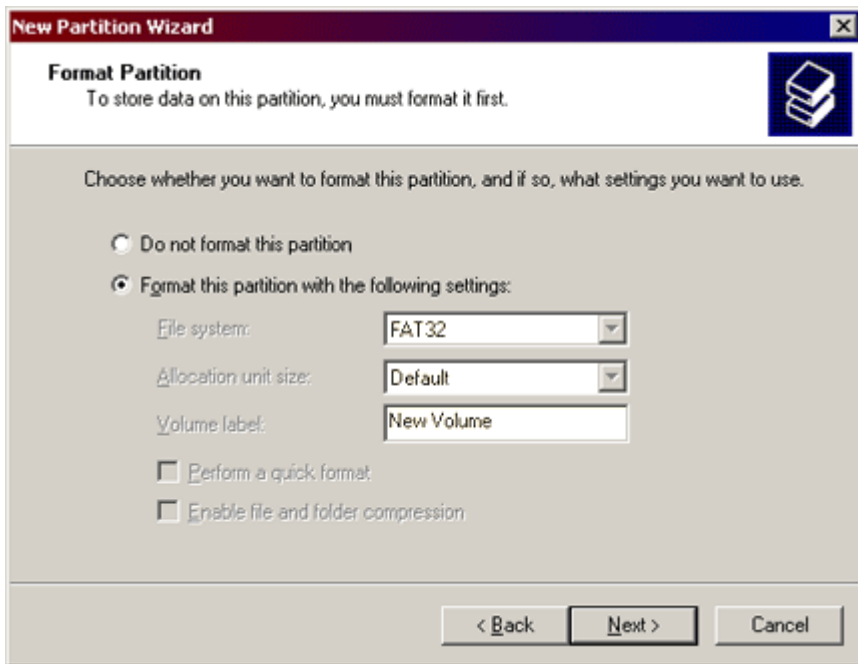 New Partition Wizard
Format Partition
To store data on this partition, you must format it first.
Choose whether you want to format this partition, and if so, what settings you want to use.
Do not format this partition
Format this partition with the following settings:
File system: FAT32
Allocation unit size: Default
Volume label: New Volume
Perform a quick format
Enable file and folder compression
< Back Next > Cancel